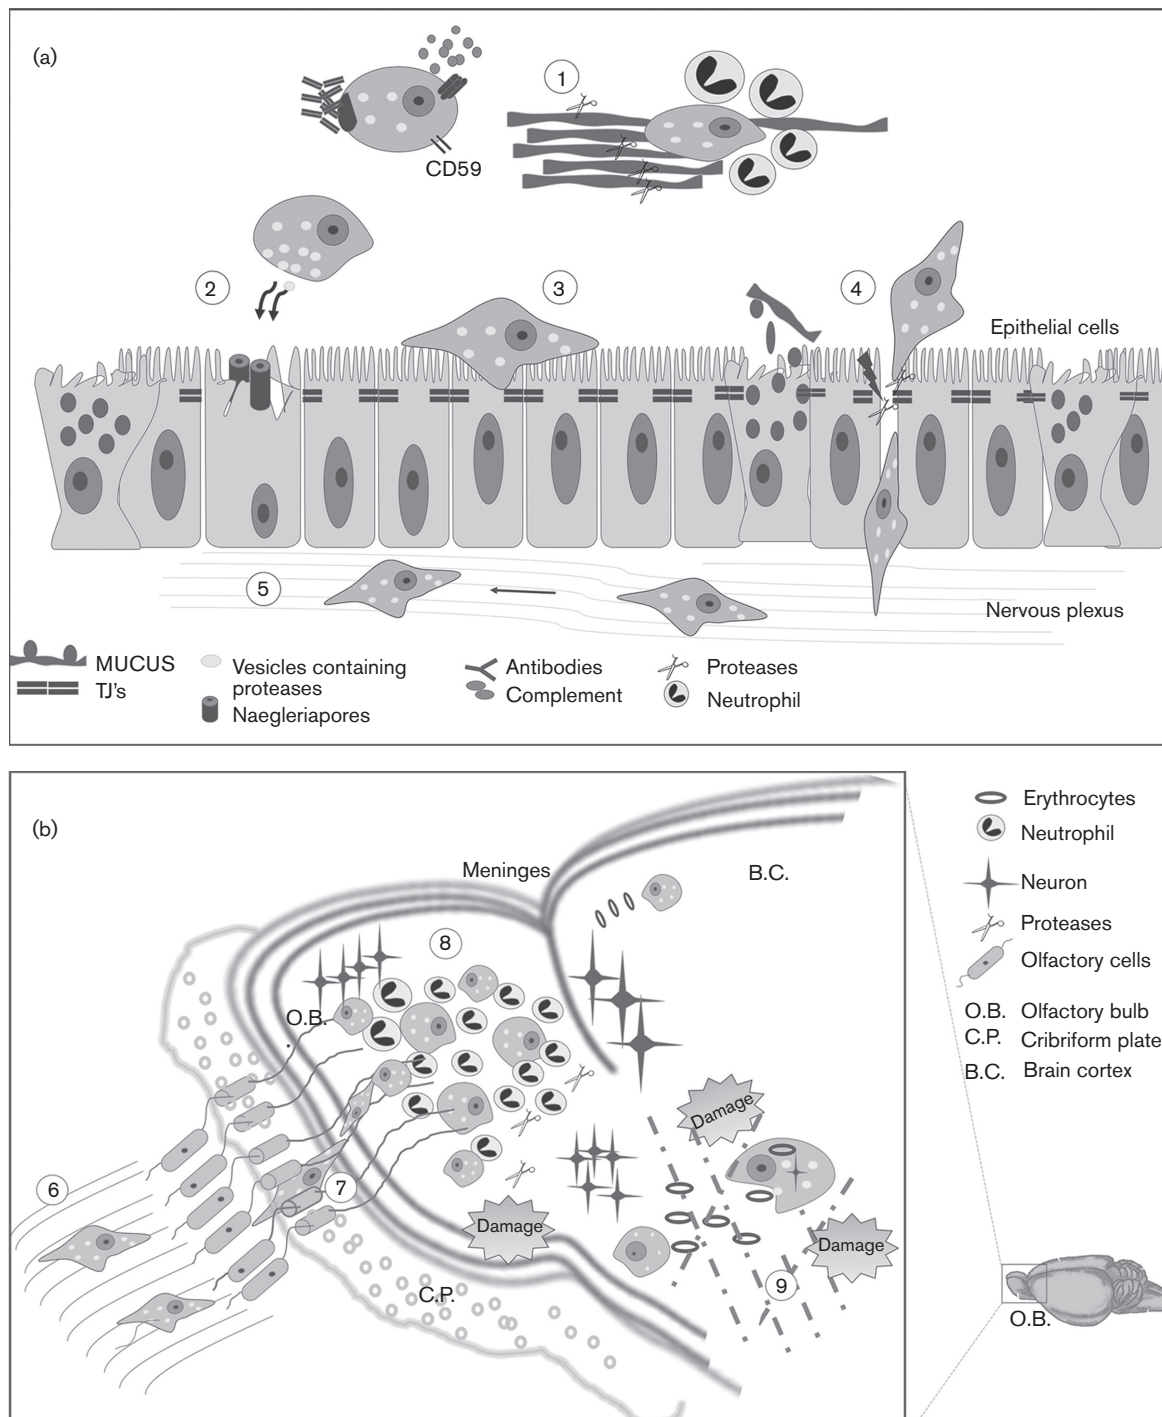 (a)
1
CD59
2
3
4
Epithelial cells
5
Nervous plexus
MUCUS
TJ's
Vesicles containing
proteases
Naegleriapores
Antibodies
Complement
Proteases
Neutrophil
(b)
Meninges
B.C.
8
O.B.
Damage
6
7
Damage
Damage
C.P.
9
Erythrocytes
Neutrophil
Neuron
Proteases
Olfactory cells
O.B. Olfactory bulb
C.P. Cribriform plate
B.C. Brain cortex
O.B.